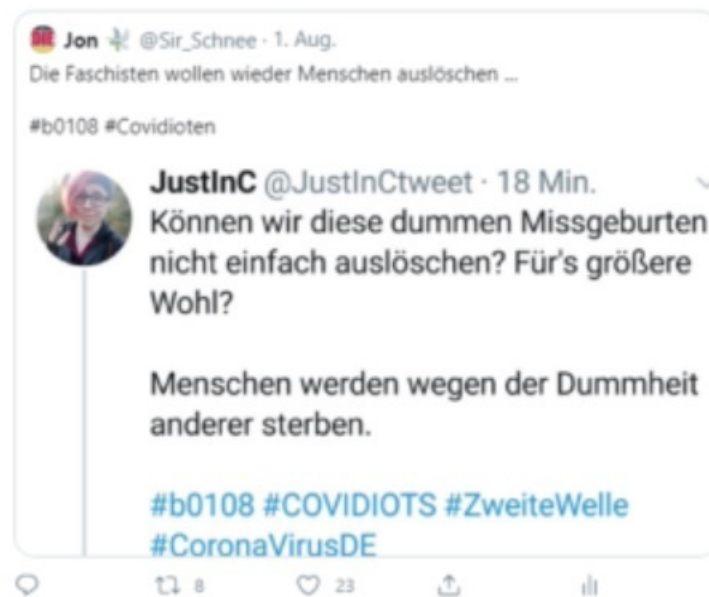 Jon @Sir_Schnee · 1. Aug.
Die Faschisten wollen wieder Menschen auslöschen ...
#b0108 #Covidioten
JustInC @JustInCtweet · 18 Min.
Können wir diese dummen Missgeburten
nicht einfach auslöschen? Für's größere
Wohl?
Menschen werden wegen der Dummheit
anderer sterben.
#b0108 #COVIDIOTS #ZweiteWelle
#CoronaVirusDE
8 23